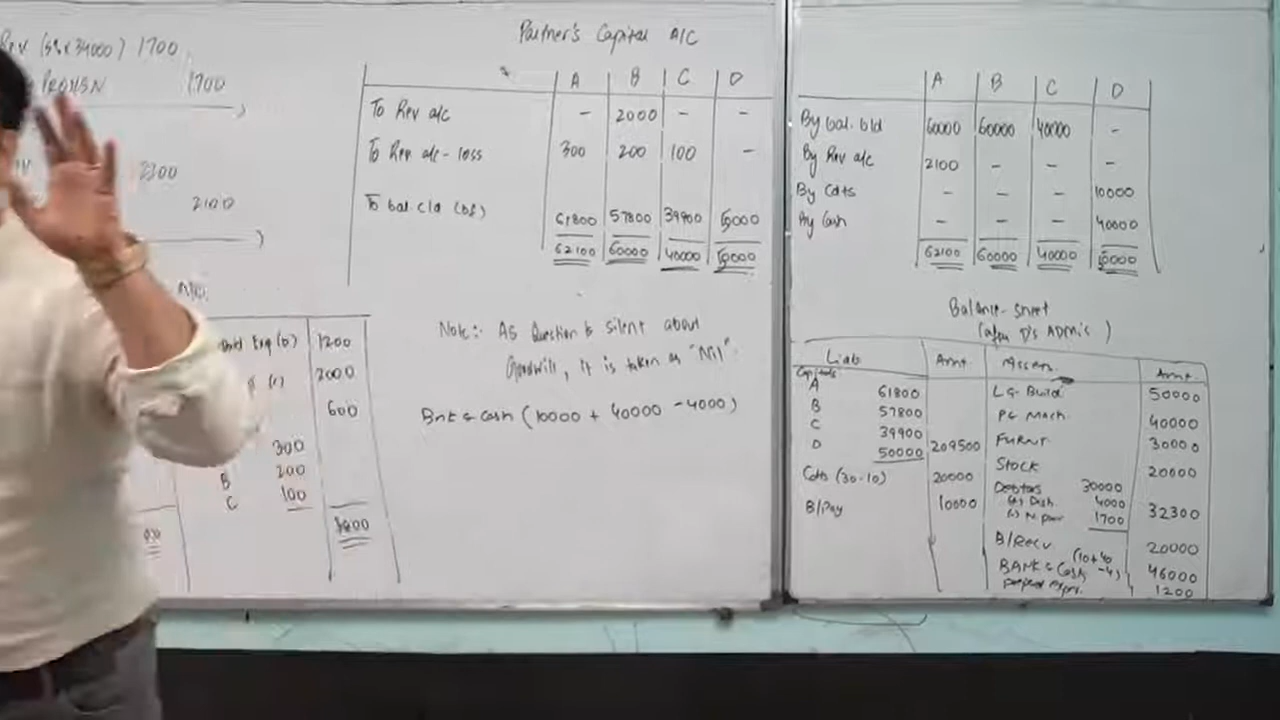 Rev (5% x 34000) 1700
PROVISN 1700
2100
Partner's Capital A/C
A B C D
To Rev a/c - 2000 - -
To Rev a/c - loss 300 200 100 -
To bal. c/d (bf) 61800 57800 39900 50000
62100 60000 40000 50000
A B C D
By bal. b/d 60000 60000 40000 -
By Rev a/c 2100 - - -
By Cdts - - - 10000
By Cash - - - 40000
62100 60000 40000 50000
Exp (o) 1200
2000
600
300
B 200
C 100
Note:- As Question is silent about
Goodwill, it is taken as "Nil".
Bnk & Cash (10000 + 40000 - 4000)
Balance-Sheet
(after D's ADMis)
Liab Amt. Assets Amt.
Capitals
A 61800 L & Build 50000
B 57800 Pt Mach 40000
C 39900 Furnt 30000
D 50000 209500 Stock 20000
Cdts (30-10) 20000 Debtors 30000
4000
B/Pay 10000 1700 32300
B/Recv 20000
BANK & Cash (10+40 -4) 46000
1200